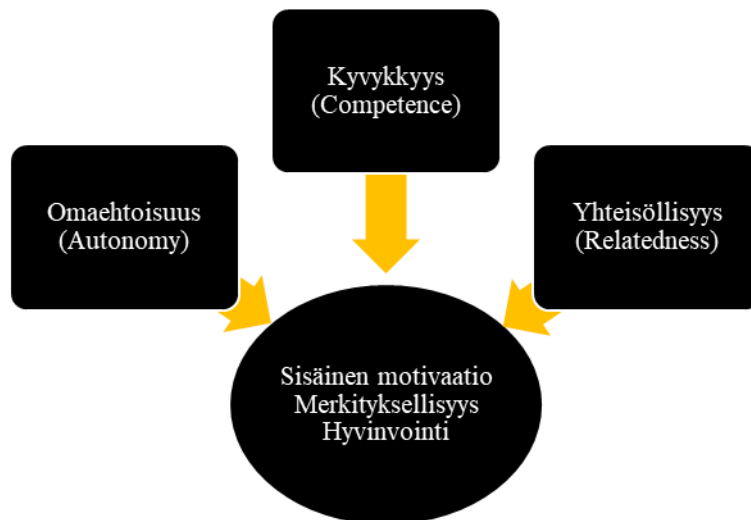 Kyvykkyys
(Competence)
Omaehtoisuus
(Autonomy)
Yhteisöllisyys
(Relatedness)
Sisäinen motivaatio
Merkityksellisyys
Hyvinvointi